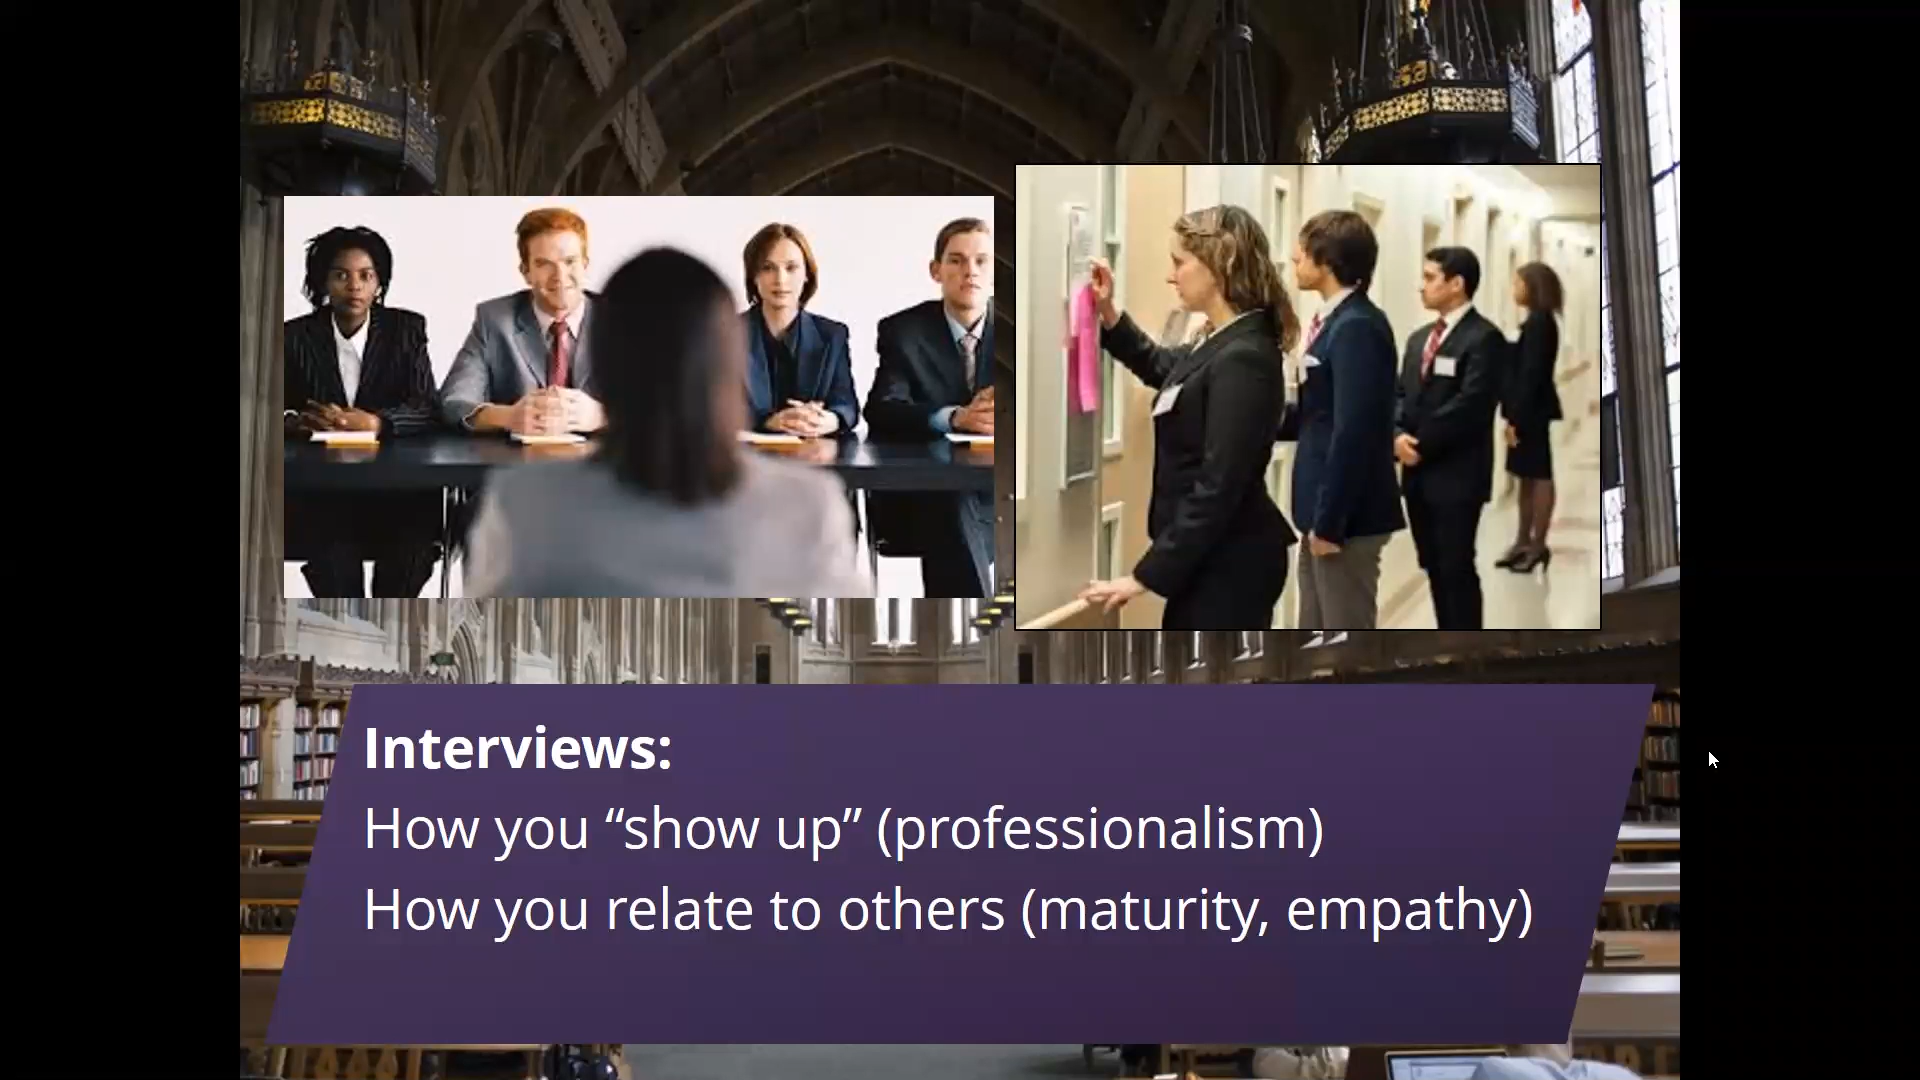 Interviews:
How you “show up” (professionalism)
How you relate to others (maturity, empathy)